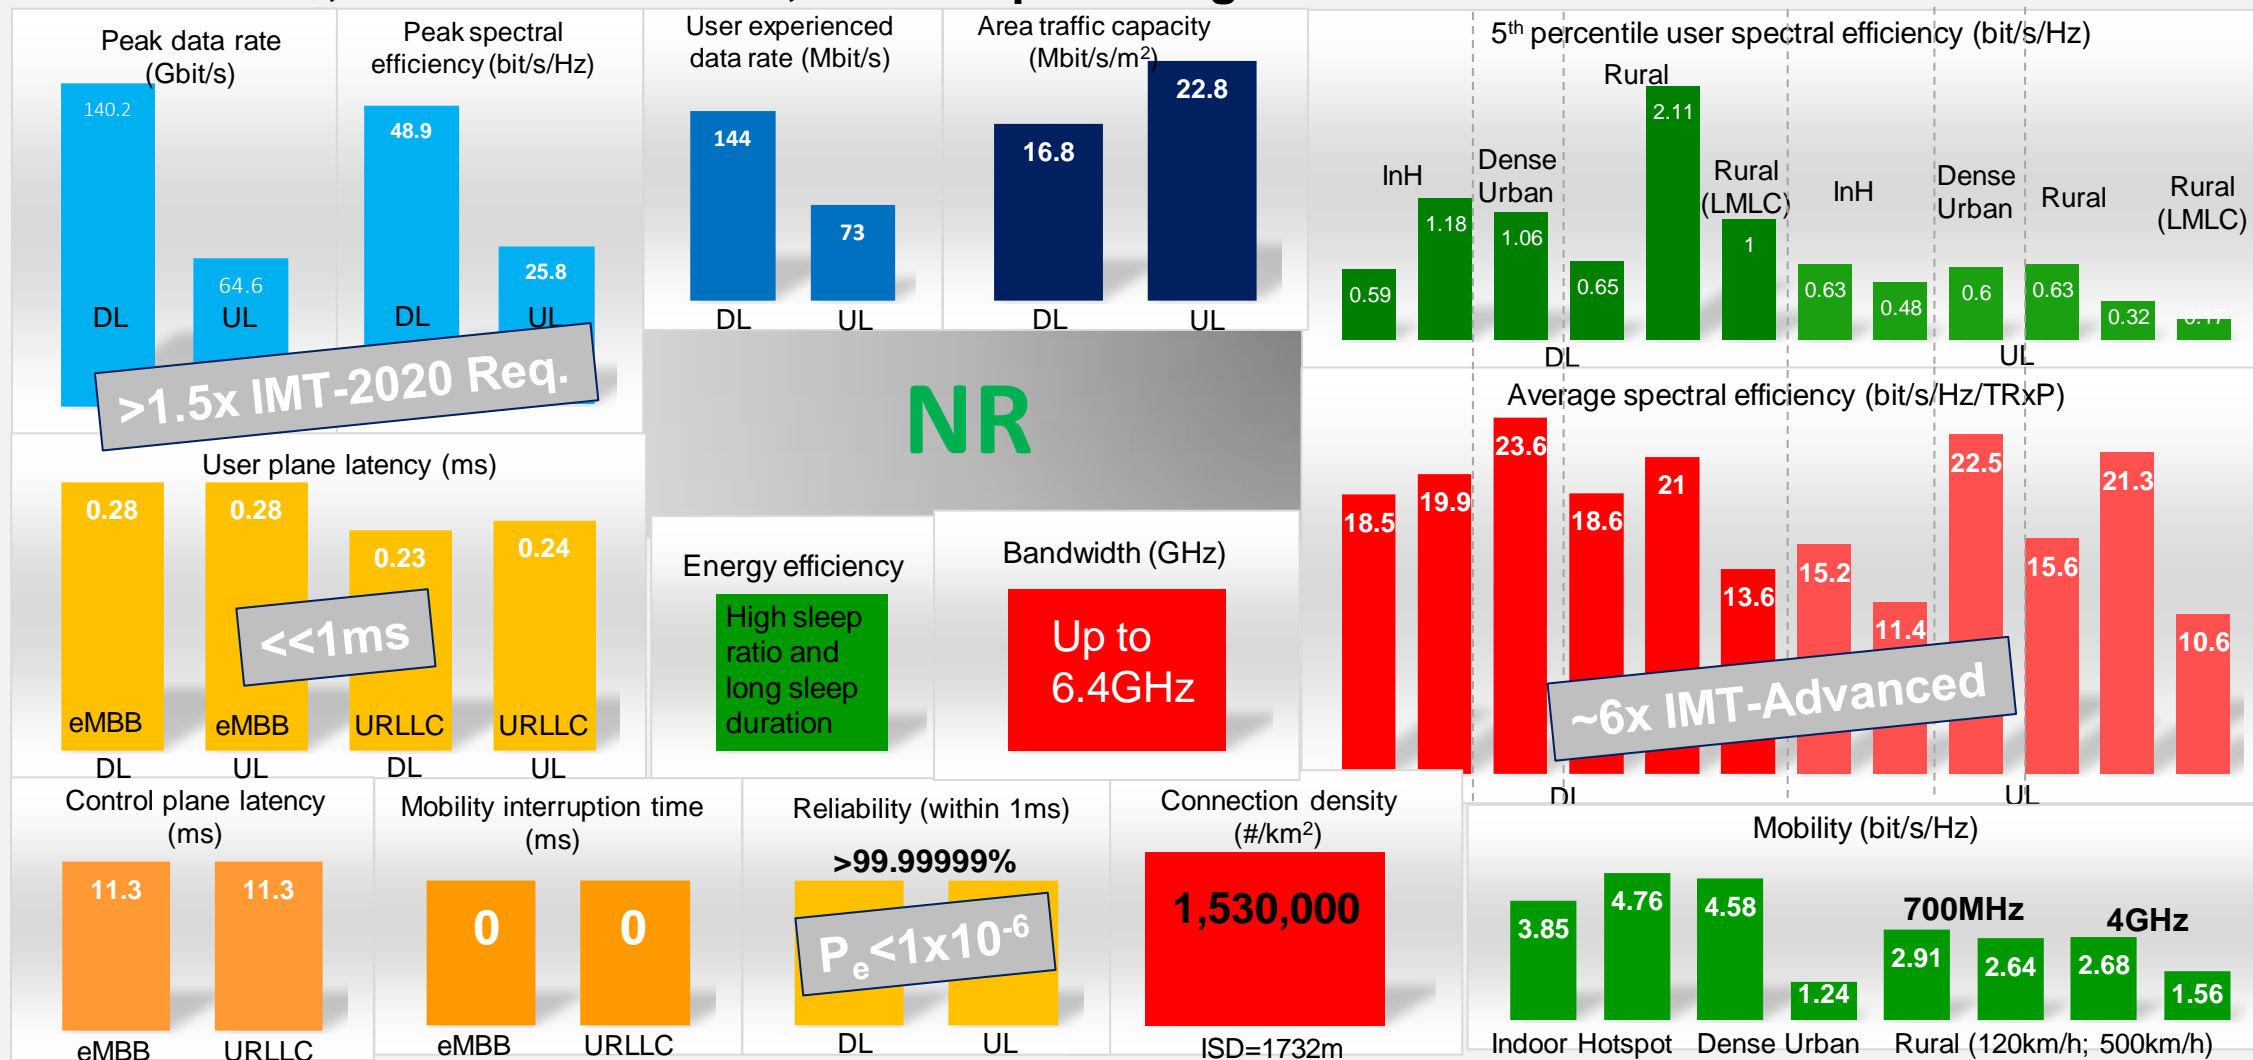 Peak data rate
(Gbit/s)
140.2
64.6
DL
UL
Peak spectral
efficiency (bit/s/Hz)
48.9
25.8
DL
UL
>1.5x IMT-2020 Req.
User experienced
data rate (Mbit/s)
144
73
DL
UL
Area traffic capacity
(Mbit/s/m2)
16.8
22.8
DL
UL
5th percentile user spectral efficiency (bit/s/Hz)
Rural
InH
Dense
Urban
Rural
(LMLC)
InH
Dense
Urban
Rural
Rural
(LMLC)
0.59
1.18
1.06
0.65
2.11
1
0.63
0.48
0.6
0.63
0.32
0.17
DL
UL
NR
User plane latency (ms)
0.28
0.28
0.23
0.24
<<1ms
eMBB
eMBB
URLLC
URLLC
DL
UL
DL
UL
Energy efficiency
High sleep
ratio and
long sleep
duration
Bandwidth (GHz)
Up to
6.4GHz
Average spectral efficiency (bit/s/Hz/TRxP)
18.5
19.9
23.6
18.6
21
13.6
15.2
11.4
22.5
15.6
21.3
10.6
~6x IMT-Advanced
DL
UL
Control plane latency
(ms)
11.3
11.3
eMBB
URLLC
Mobility interruption time
(ms)
0
0
eMBB
URLLC
Reliability (within 1ms)
>99.99999%
Pe<1x10-6
DL
UL
Connection density
(#/km2)
1,530,000
ISD=1732m
Mobility (bit/s/Hz)
700MHz
4GHz
3.85
4.76
4.58
1.24
2.91
2.64
2.68
1.56
Indoor Hotspot
Dense Urban
Rural (120km/h; 500km/h)